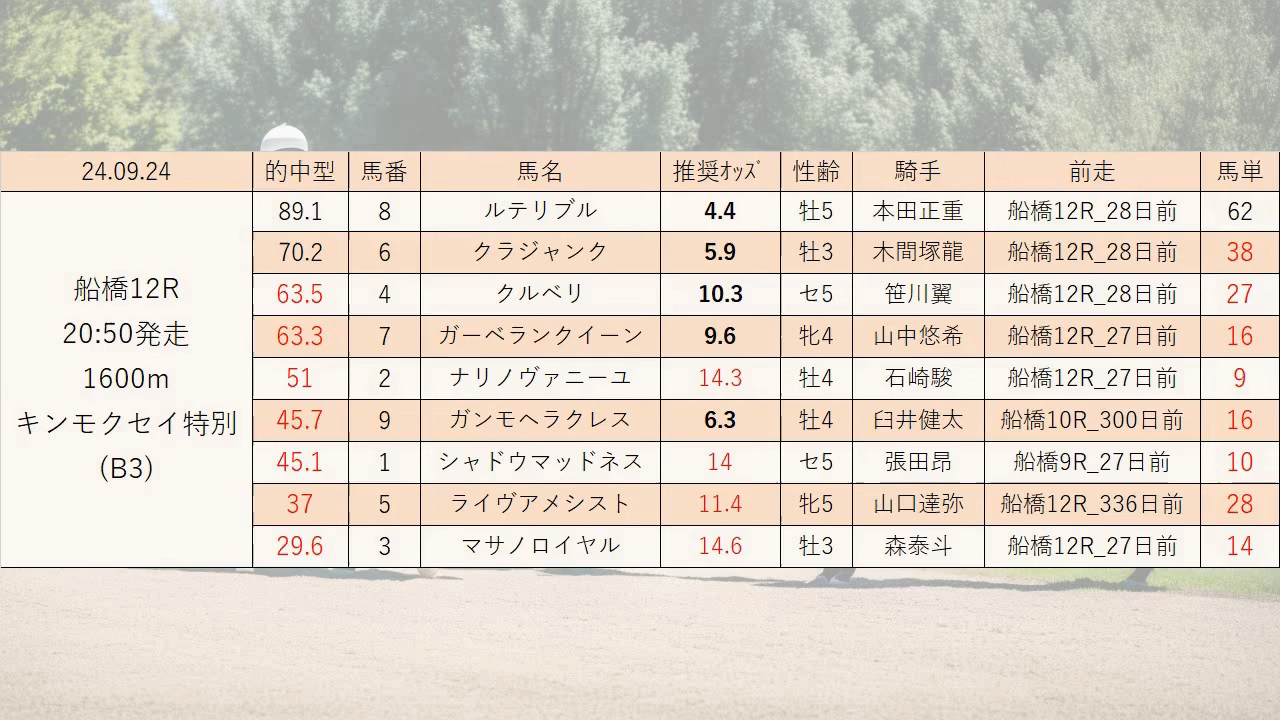 24.09.24 的中型 馬番 馬名 推奨ｵｯｽﾞ 性齢 騎手 前走 馬単
船橋12R
20:50発走
1600m
キンモクセイ特別
(B3)
89.1 8 ルテリブル 4.4 牡5 本田正重 船橋12R_28日前 62
70.2 6 クラジャンク 5.9 牡3 木間塚龍 船橋12R_28日前 38
63.5 4 クルベリ 10.3 セ5 笹川翼 船橋12R_28日前 27
63.3 7 ガーベランクイーン 9.6 牝4 山中悠希 船橋12R_27日前 16
51 2 ナリノヴァニーユ 14.3 牡4 石崎駿 船橋12R_27日前 9
45.7 9 ガンモヘラクレス 6.3 牡4 臼井健太 船橋10R_300日前 16
45.1 1 シャドウマッドネス 14 セ5 張田昂 船橋9R_27日前 10
37 5 ライヴアメシスト 11.4 牝5 山口達弥 船橋12R_336日前 28
29.6 3 マサノロイヤル 14.6 牡3 森泰斗 船橋12R_27日前 14